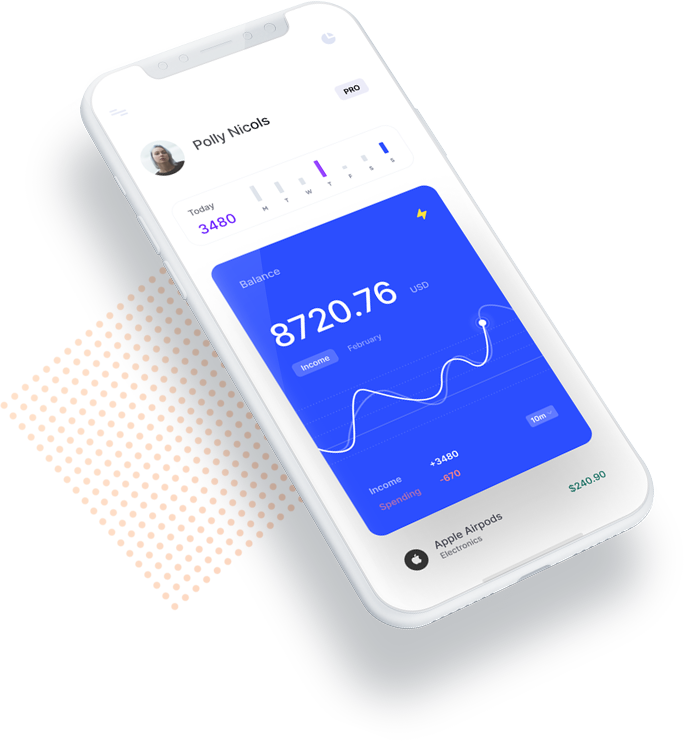 PRO
Polly Nicols
Today
3480
M T W T F S S
Balance
8720.76 USD
Income February
10m
Income +3480
Spending -670
Apple Airpods $240.90
Electronics